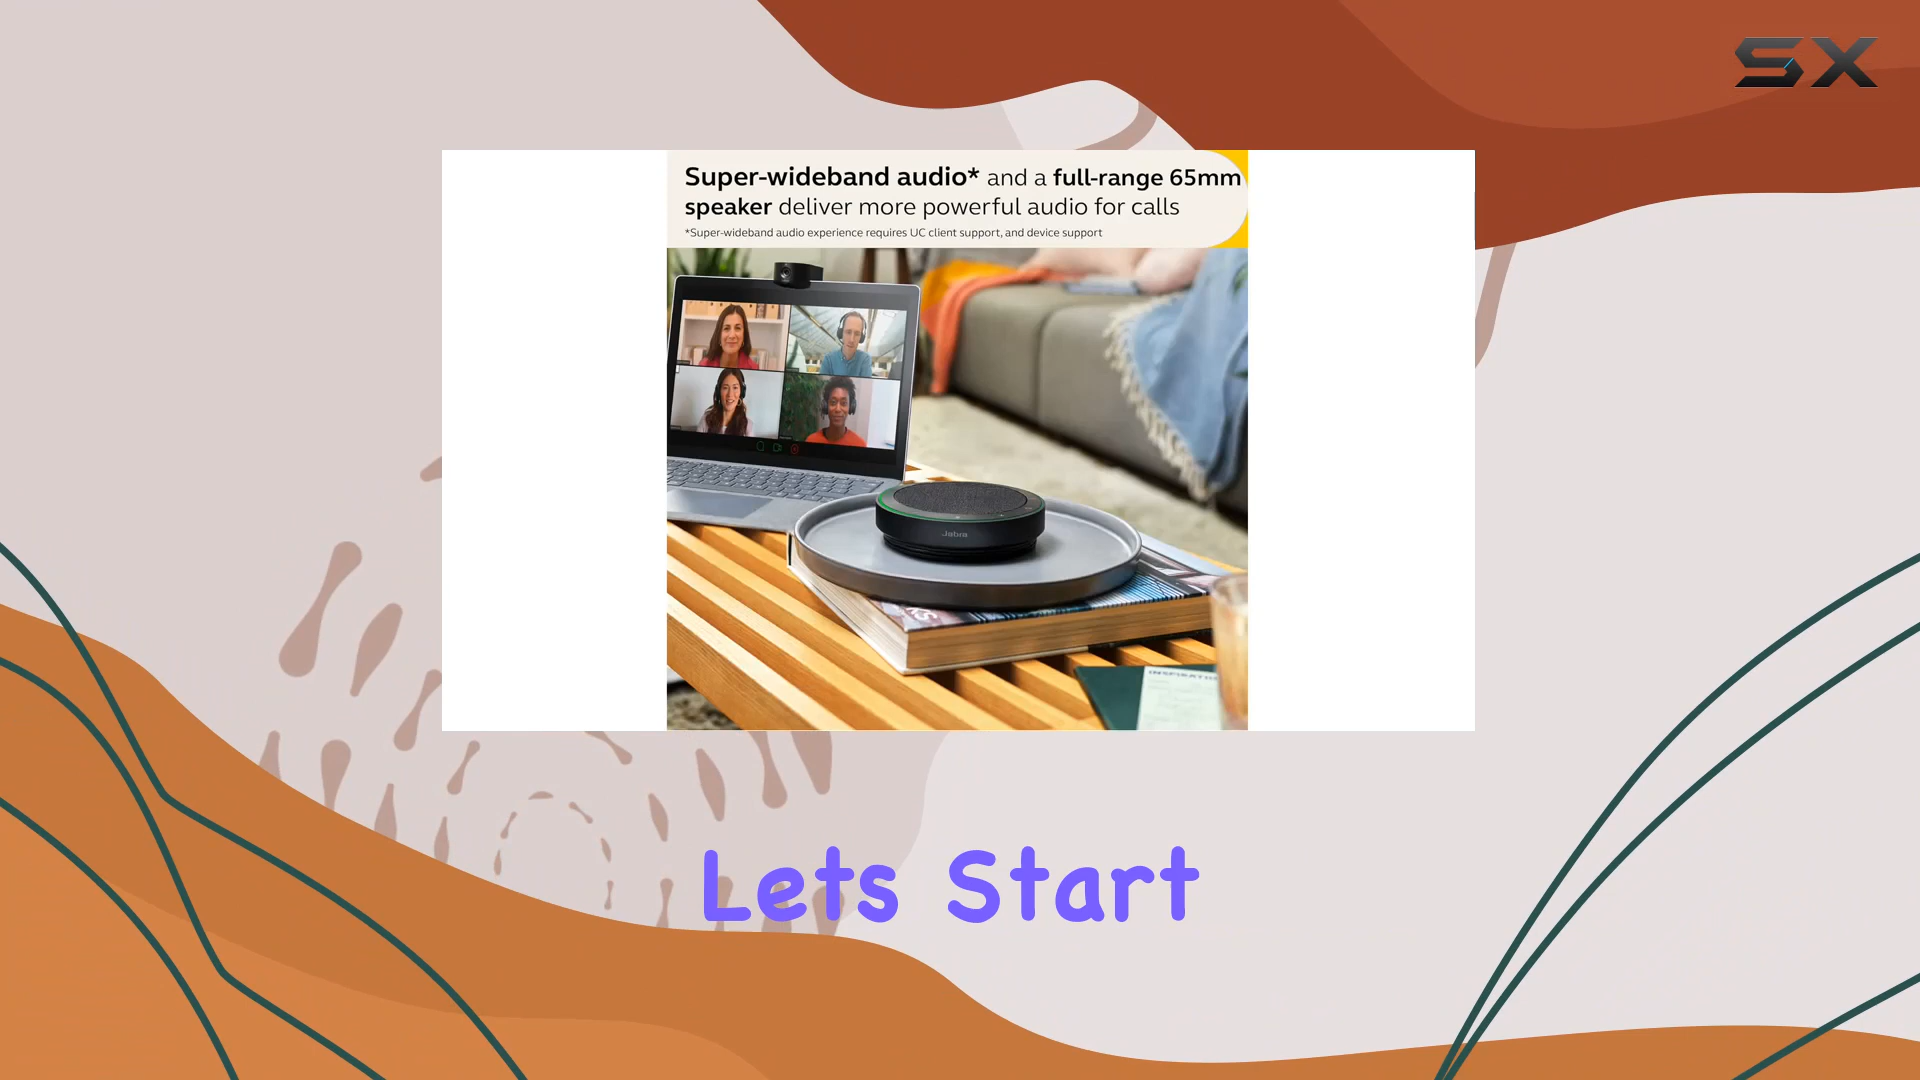 SX
Super-wideband audio* and a full-range 65mm
speaker deliver more powerful audio for calls
*Super-wideband audio experience requires UC client support, and device support
Jabra
INSPIRATI
Lets Start